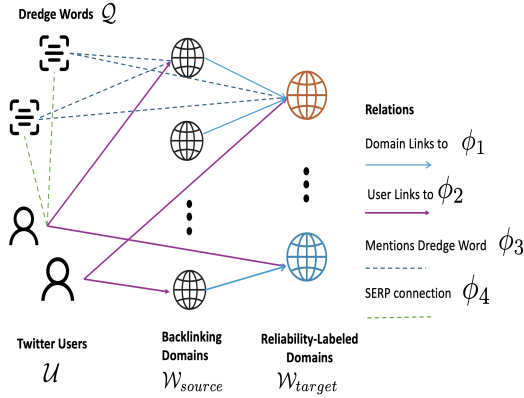 Dredge Words 𝒬
Relations
Domain Links to ϕ₁
User Links to ϕ₂
Mentions Dredge Word ϕ₃
SERP connection ϕ₄
Twitter Users
𝒰
Backlinking
Domains
𝒲source
Reliability-Labeled
Domains
𝒲target